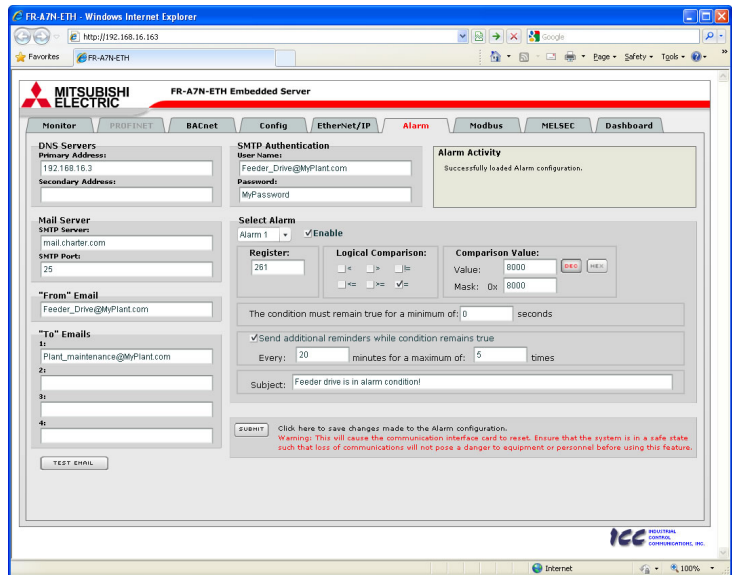 FR-A7N-ETH - Windows Internet Explorer
http://192.168.16.163
Google
Favorites
FR-A7N-ETH
Page
Safety
Tools
MITSUBISHI
ELECTRIC
FR-A7N-ETH Embedded Server
Monitor
PROFINET
BACnet
Config
EtherNet/IP
Alarm
Modbus
MELSEC
Dashboard
DNS Servers
Primary Address:
192.168.16.3
Secondary Address:
SMTP Authentication
User Name:
Feeder_Drive@MyPlant.com
Password:
MyPassword
Alarm Activity
Successfully loaded Alarm configuration.
Mail Server
SMTP Server:
mail.charter.com
SMTP Port:
25
"From" Email
Feeder_Drive@MyPlant.com
"To" Emails
1:
Plant_maintenance@MyPlant.com
2:
3:
4:
TEST EMAIL
Select Alarm
Alarm 1
Enable
Register:
261
Logical Comparison:
< > !=
<= >= =
Comparison Value:
Value: 8000 DEC HEX
Mask: 0x 8000
The condition must remain true for a minimum of: 0 seconds
Send additional reminders while condition remains true
Every: 20 minutes for a maximum of: 5 times
Subject: Feeder drive is in alarm condition!
SUBMIT
Click here to save changes made to the Alarm configuration.
Warning: This will cause the communication interface card to reset. Ensure that the system is in a safe state
such that loss of communications will not pose a danger to equipment or personnel before using this feature.
ICC
INDUSTRIAL
CONTROL
COMMUNICATIONS, INC.
Internet
100%